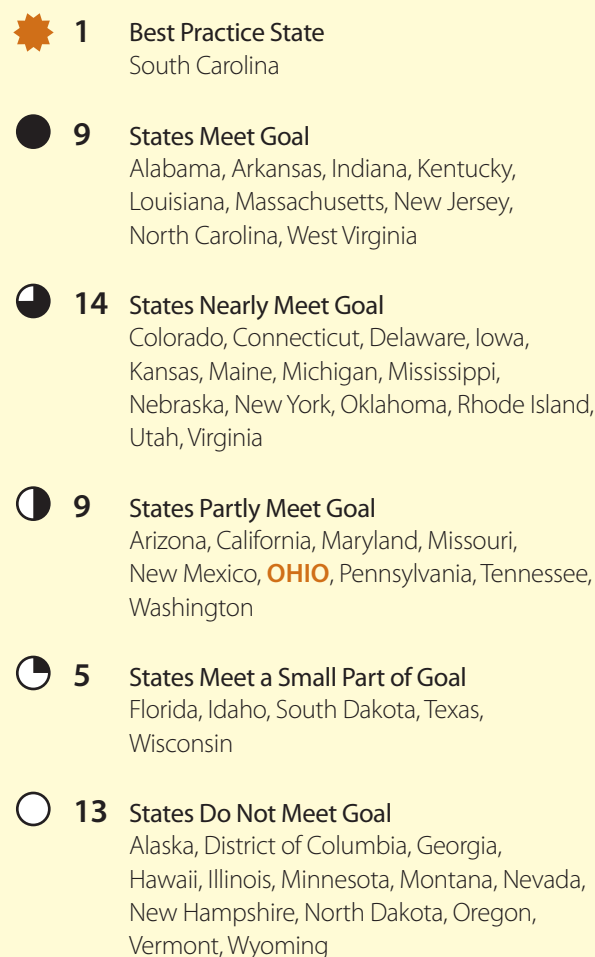 1 Best Practice State
South Carolina
9 States Meet Goal
Alabama, Arkansas, Indiana, Kentucky,
Louisiana, Massachusetts, New Jersey,
North Carolina, West Virginia
14 States Nearly Meet Goal
Colorado, Connecticut, Delaware, Iowa,
Kansas, Maine, Michigan, Mississippi,
Nebraska, New York, Oklahoma, Rhode Island,
Utah, Virginia
9 States Partly Meet Goal
Arizona, California, Maryland, Missouri,
New Mexico, OHIO, Pennsylvania, Tennessee,
Washington
5 States Meet a Small Part of Goal
Florida, Idaho, South Dakota, Texas,
Wisconsin
13 States Do Not Meet Goal
Alaska, District of Columbia, Georgia,
Hawaii, Illinois, Minnesota, Montana, Nevada,
New Hampshire, North Dakota, Oregon,
Vermont, Wyoming